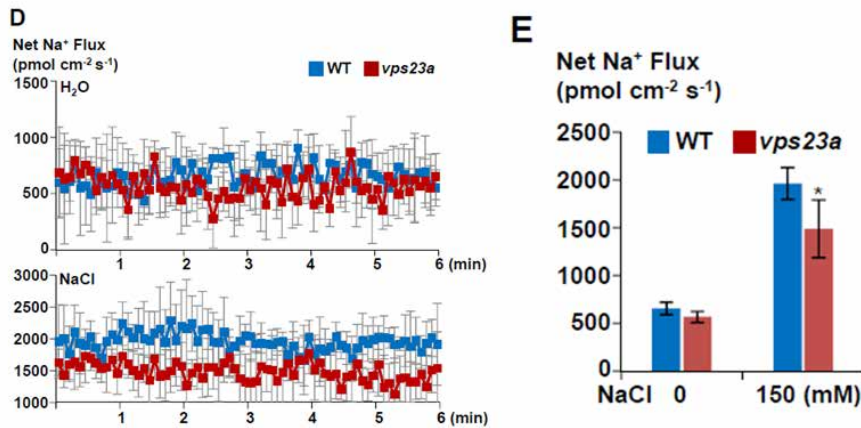 D
Net Na⁺ Flux
(pmol cm⁻² s⁻¹)
WT vps23a
H₂O
1500
1000
500
0
1 2 3 4 5 6 (min)
NaCl
3000
2500
2000
1500
1000
1 2 3 4 5 6 (min)
E
Net Na⁺ Flux
(pmol cm⁻² s⁻¹)
WT vps23a
2500
2000
1500
1000
500
0
*
NaCl 0 150 (mM)